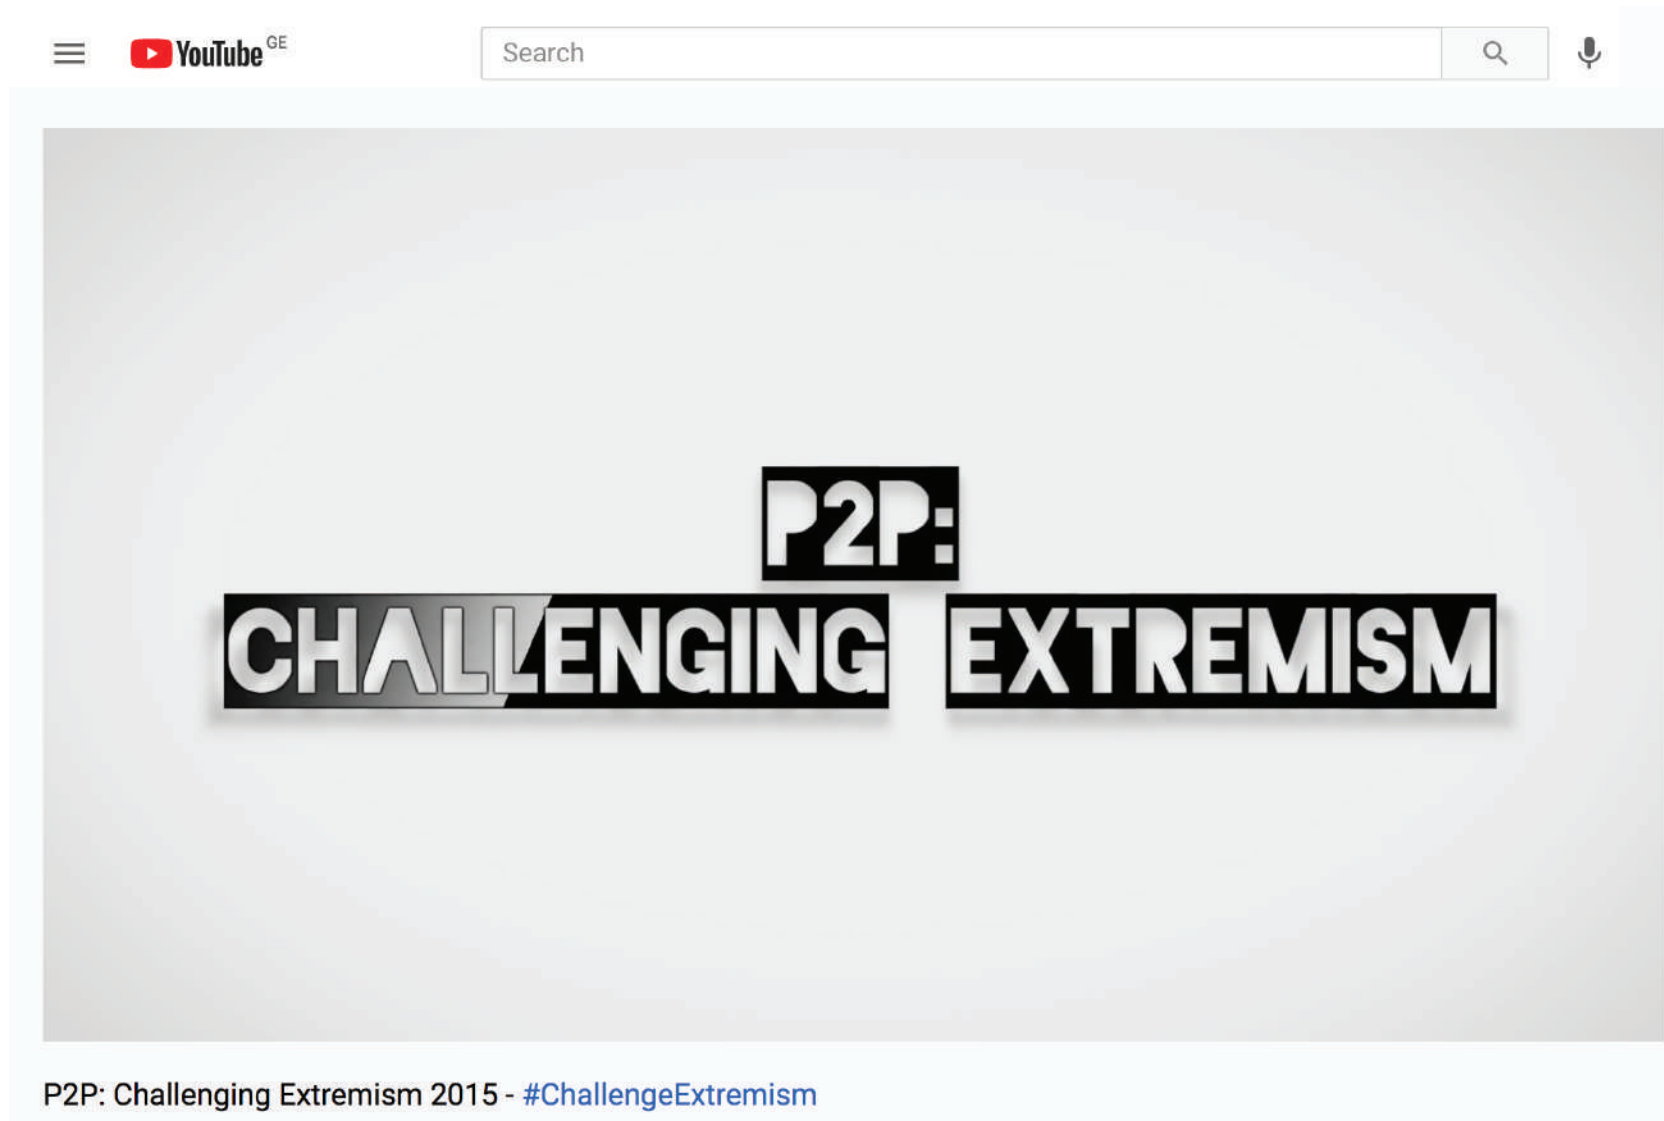 YouTube GE
Search
P2P:
CHALLENGING EXTREMISM
P2P: Challenging Extremism 2015 - #ChallengeExtremism